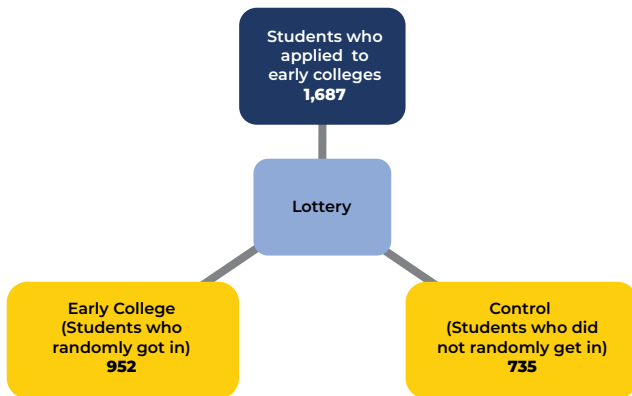 Students who
applied to
early colleges
1,687
Lottery
Early College
(Students who
randomly got in)
952
Control
(Students who did
not randomly get in)
735